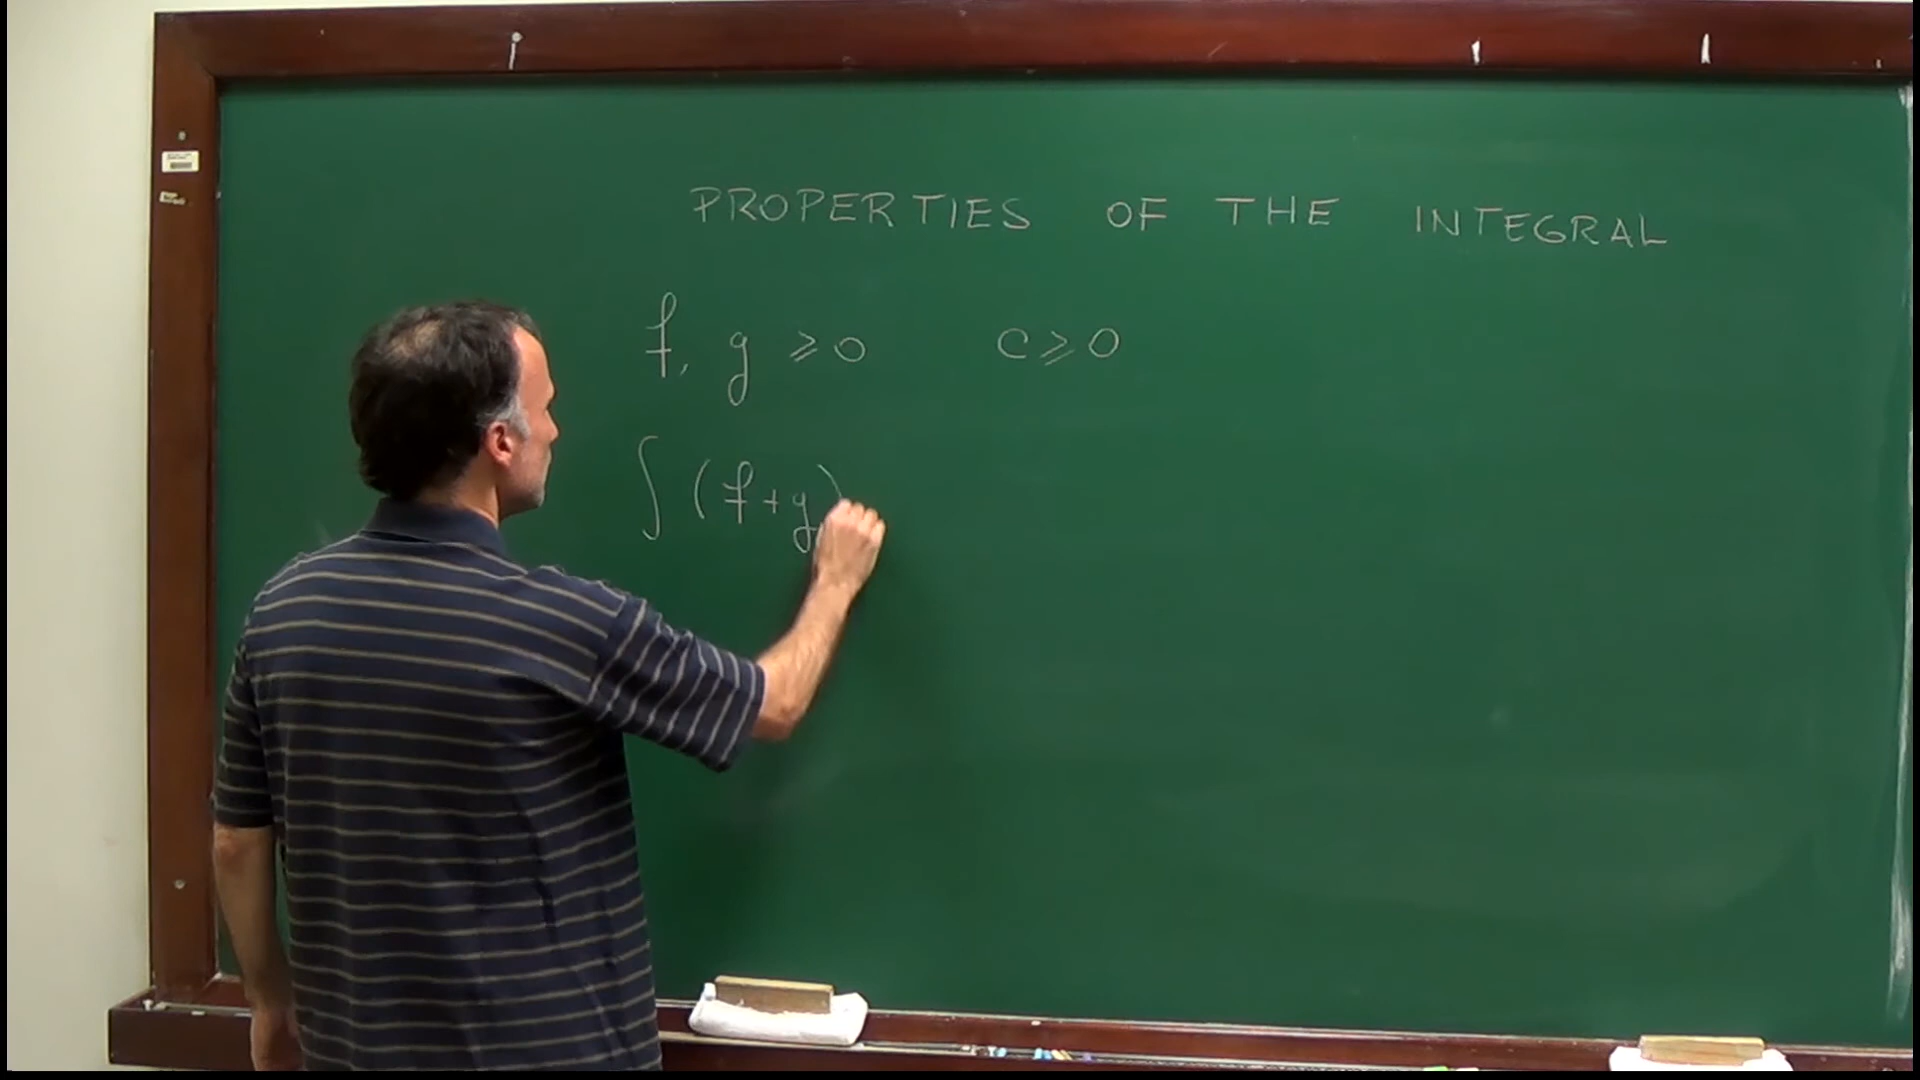 PROPERTIES OF THE INTEGRAL
f, g ⩾ 0 c ⩾ 0
∫ (f+g)